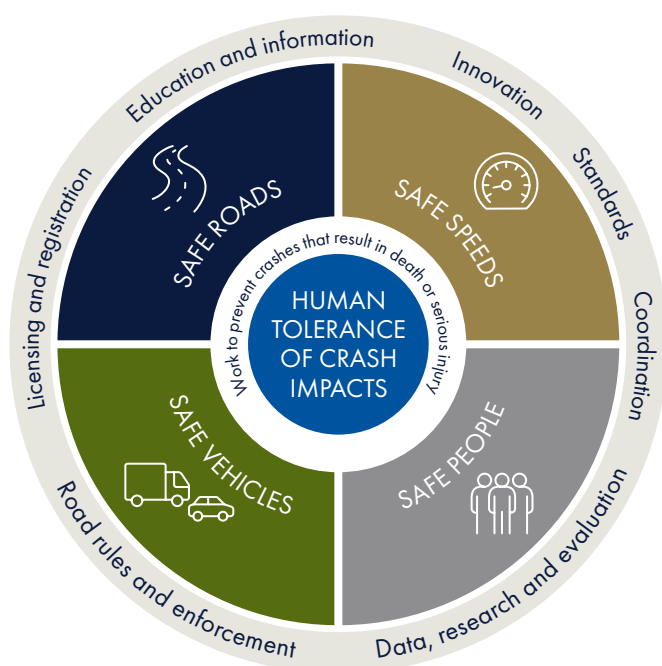 Education and information
Innovation
Standards
Coordination
Data, research and evaluation
Road rules and enforcement
Licensing and registration
SAFE ROADS
SAFE SPEEDS
SAFE PEOPLE
SAFE VEHICLES
Work to prevent crashes that result in death or serious injury
HUMAN
TOLERANCE
OF CRASH
IMPACTS